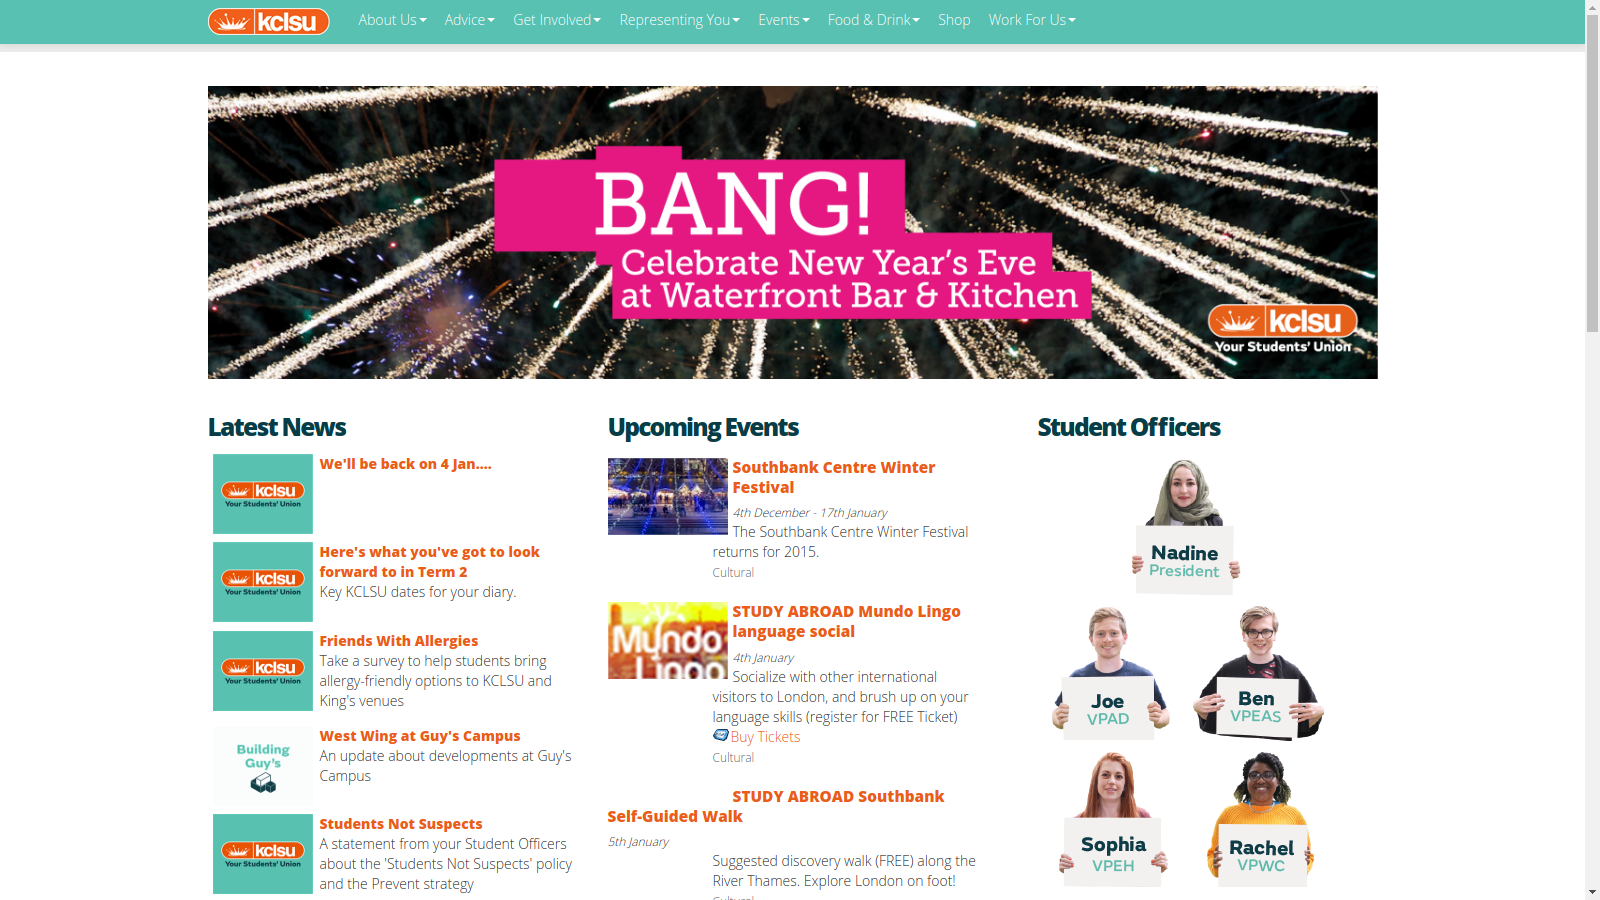 kclsu
About Us
Advice
Get Involved
Representing You
Events
Food & Drink
Shop
Work For Us
BANG!
Celebrate New Year's Eve
at Waterfront Bar & Kitchen
kclsu
Your Students' Union
Latest News
kclsu
Your Students' Union
We'll be back on 4 Jan....
kclsu
Your Students' Union
Here's what you've got to look
forward to in Term 2
Key KCLSU dates for your diary.
kclsu
Your Students' Union
Friends With Allergies
Take a survey to help students bring
allergy-friendly options to KCLSU and
King's venues
Building
Guy's
West Wing at Guy's Campus
An update about developments at Guy's
Campus
kclsu
Your Students' Union
Students Not Suspects
A statement from your Student Officers
about the 'Students Not Suspects' policy
and the Prevent strategy
Upcoming Events
Southbank Centre Winter
Festival
4th December - 17th January
The Southbank Centre Winter Festival
returns for 2015.
Cultural
Mundo
Lingo
STUDY ABROAD Mundo Lingo
language social
4th January
Socialize with other international
visitors to London, and brush up on your
language skills (register for FREE Ticket)
Buy Tickets
Cultural
STUDY ABROAD Southbank
Self-Guided Walk
5th January
Suggested discovery walk (FREE) along the
River Thames. Explore London on foot!
Cultural
Student Officers
Nadine
President
Joe
VPAD
Ben
VPEAS
Sophia
VPEH
Rachel
VPWC